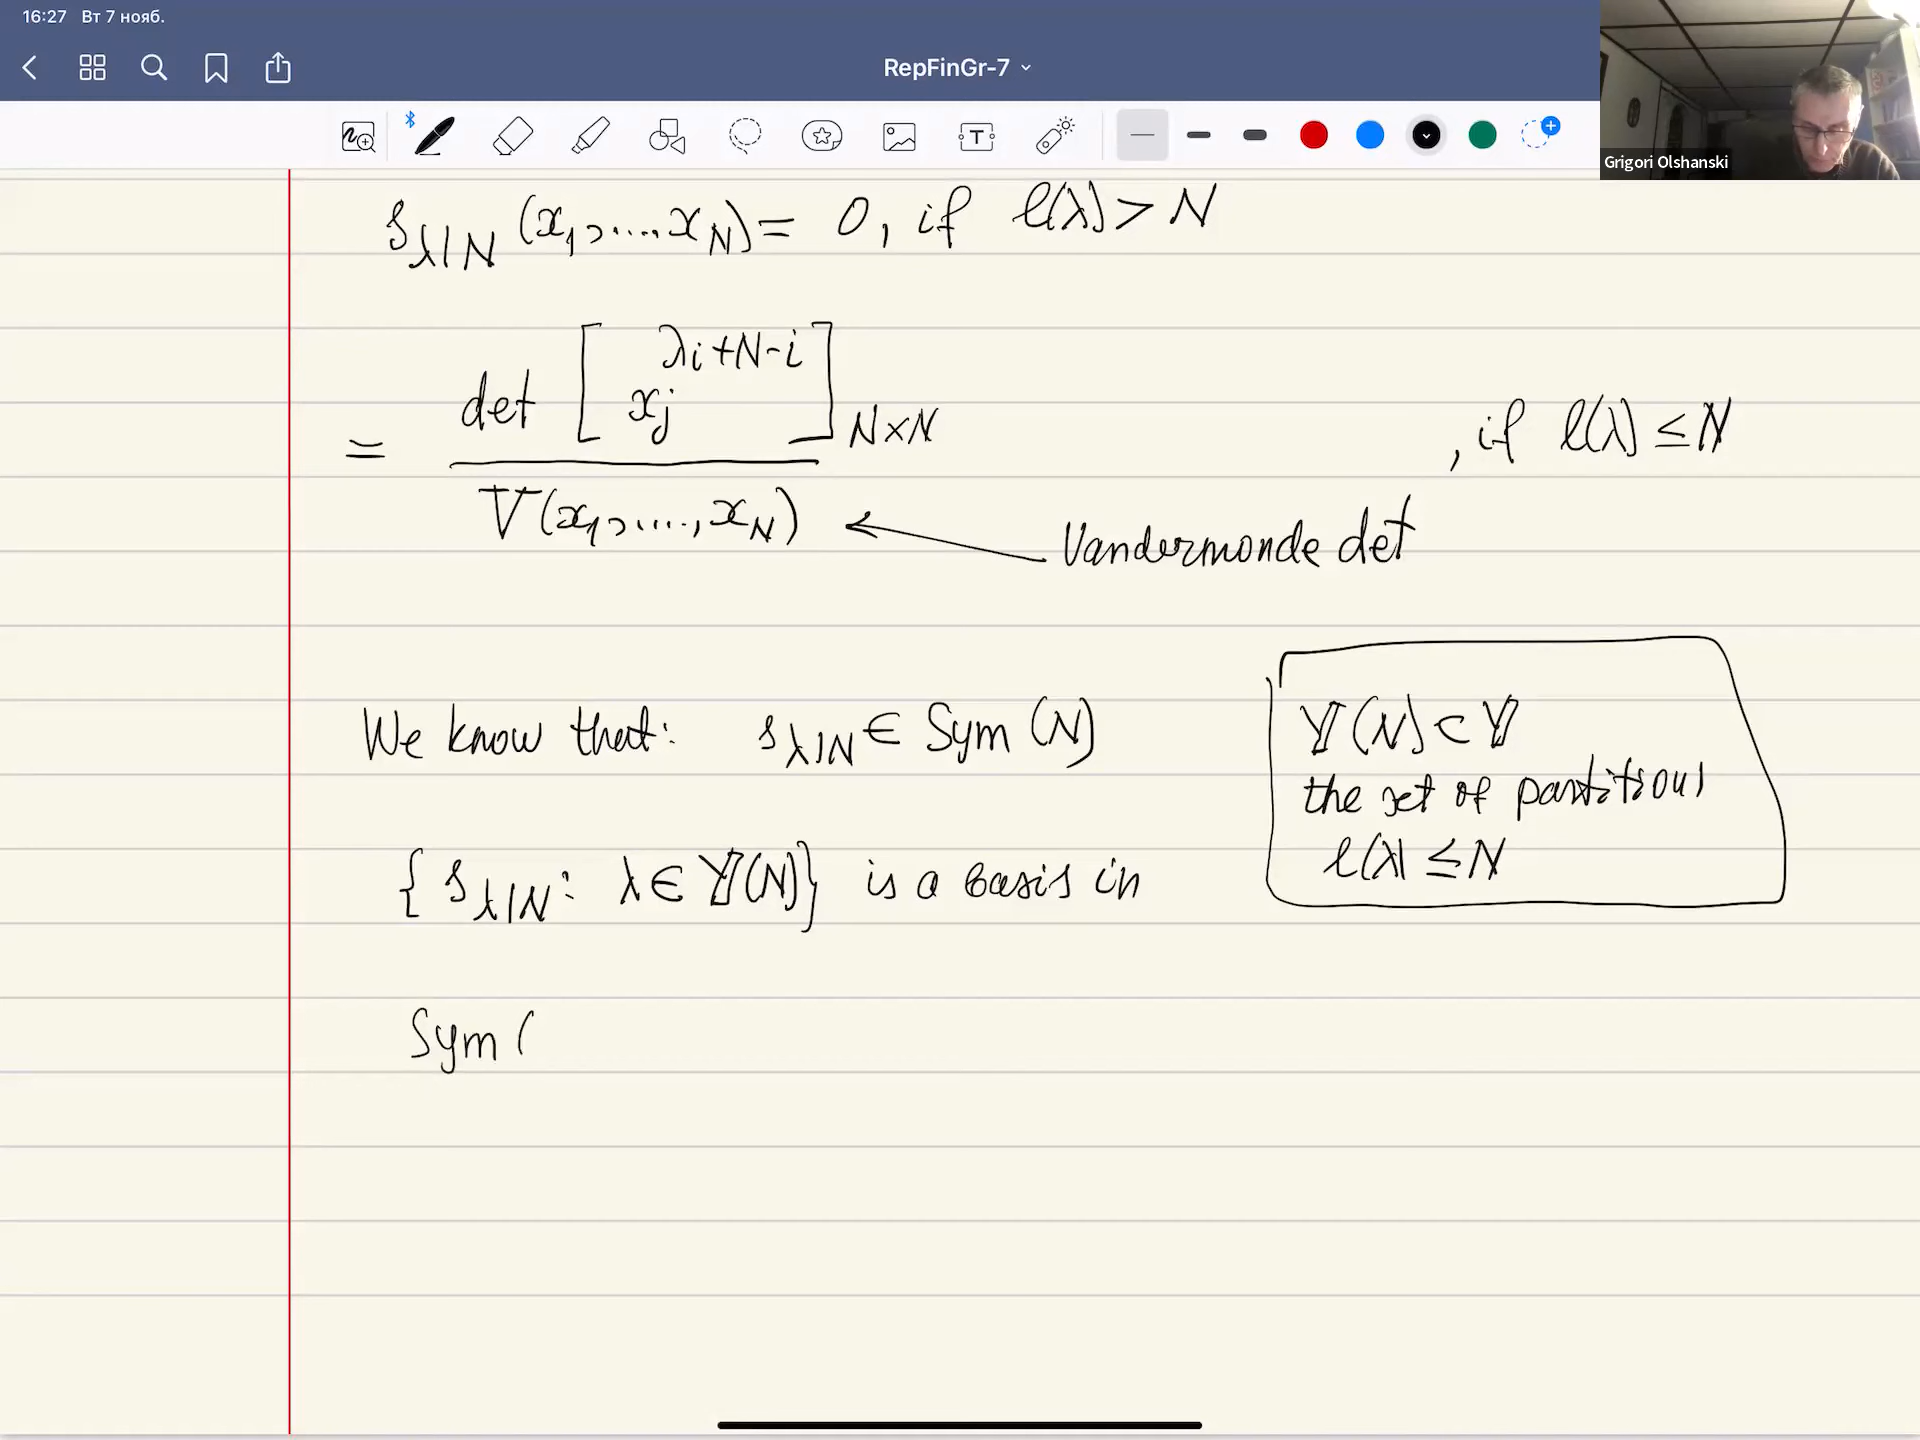 16:27 Вт 7 нояб.
RepFinGr-7
T
Grigori Olshanski
s_{λ|N} (x_1, ...., x_N) = 0, if ℓ(λ) > N
= det [ x_j^{λ_i+N-i} ]_{N×N} / V(x_1, ...., x_N) , if ℓ(λ) ≤ N
← Vandermonde det
We know that: s_{λ|N} ∈ Sym (N)
𝕐(N) ⊂ 𝕐
the set of partitions
ℓ(λ) ≤ N
{ s_{λ|N} : λ ∈ 𝕐(N)} is a basis in
Sym (